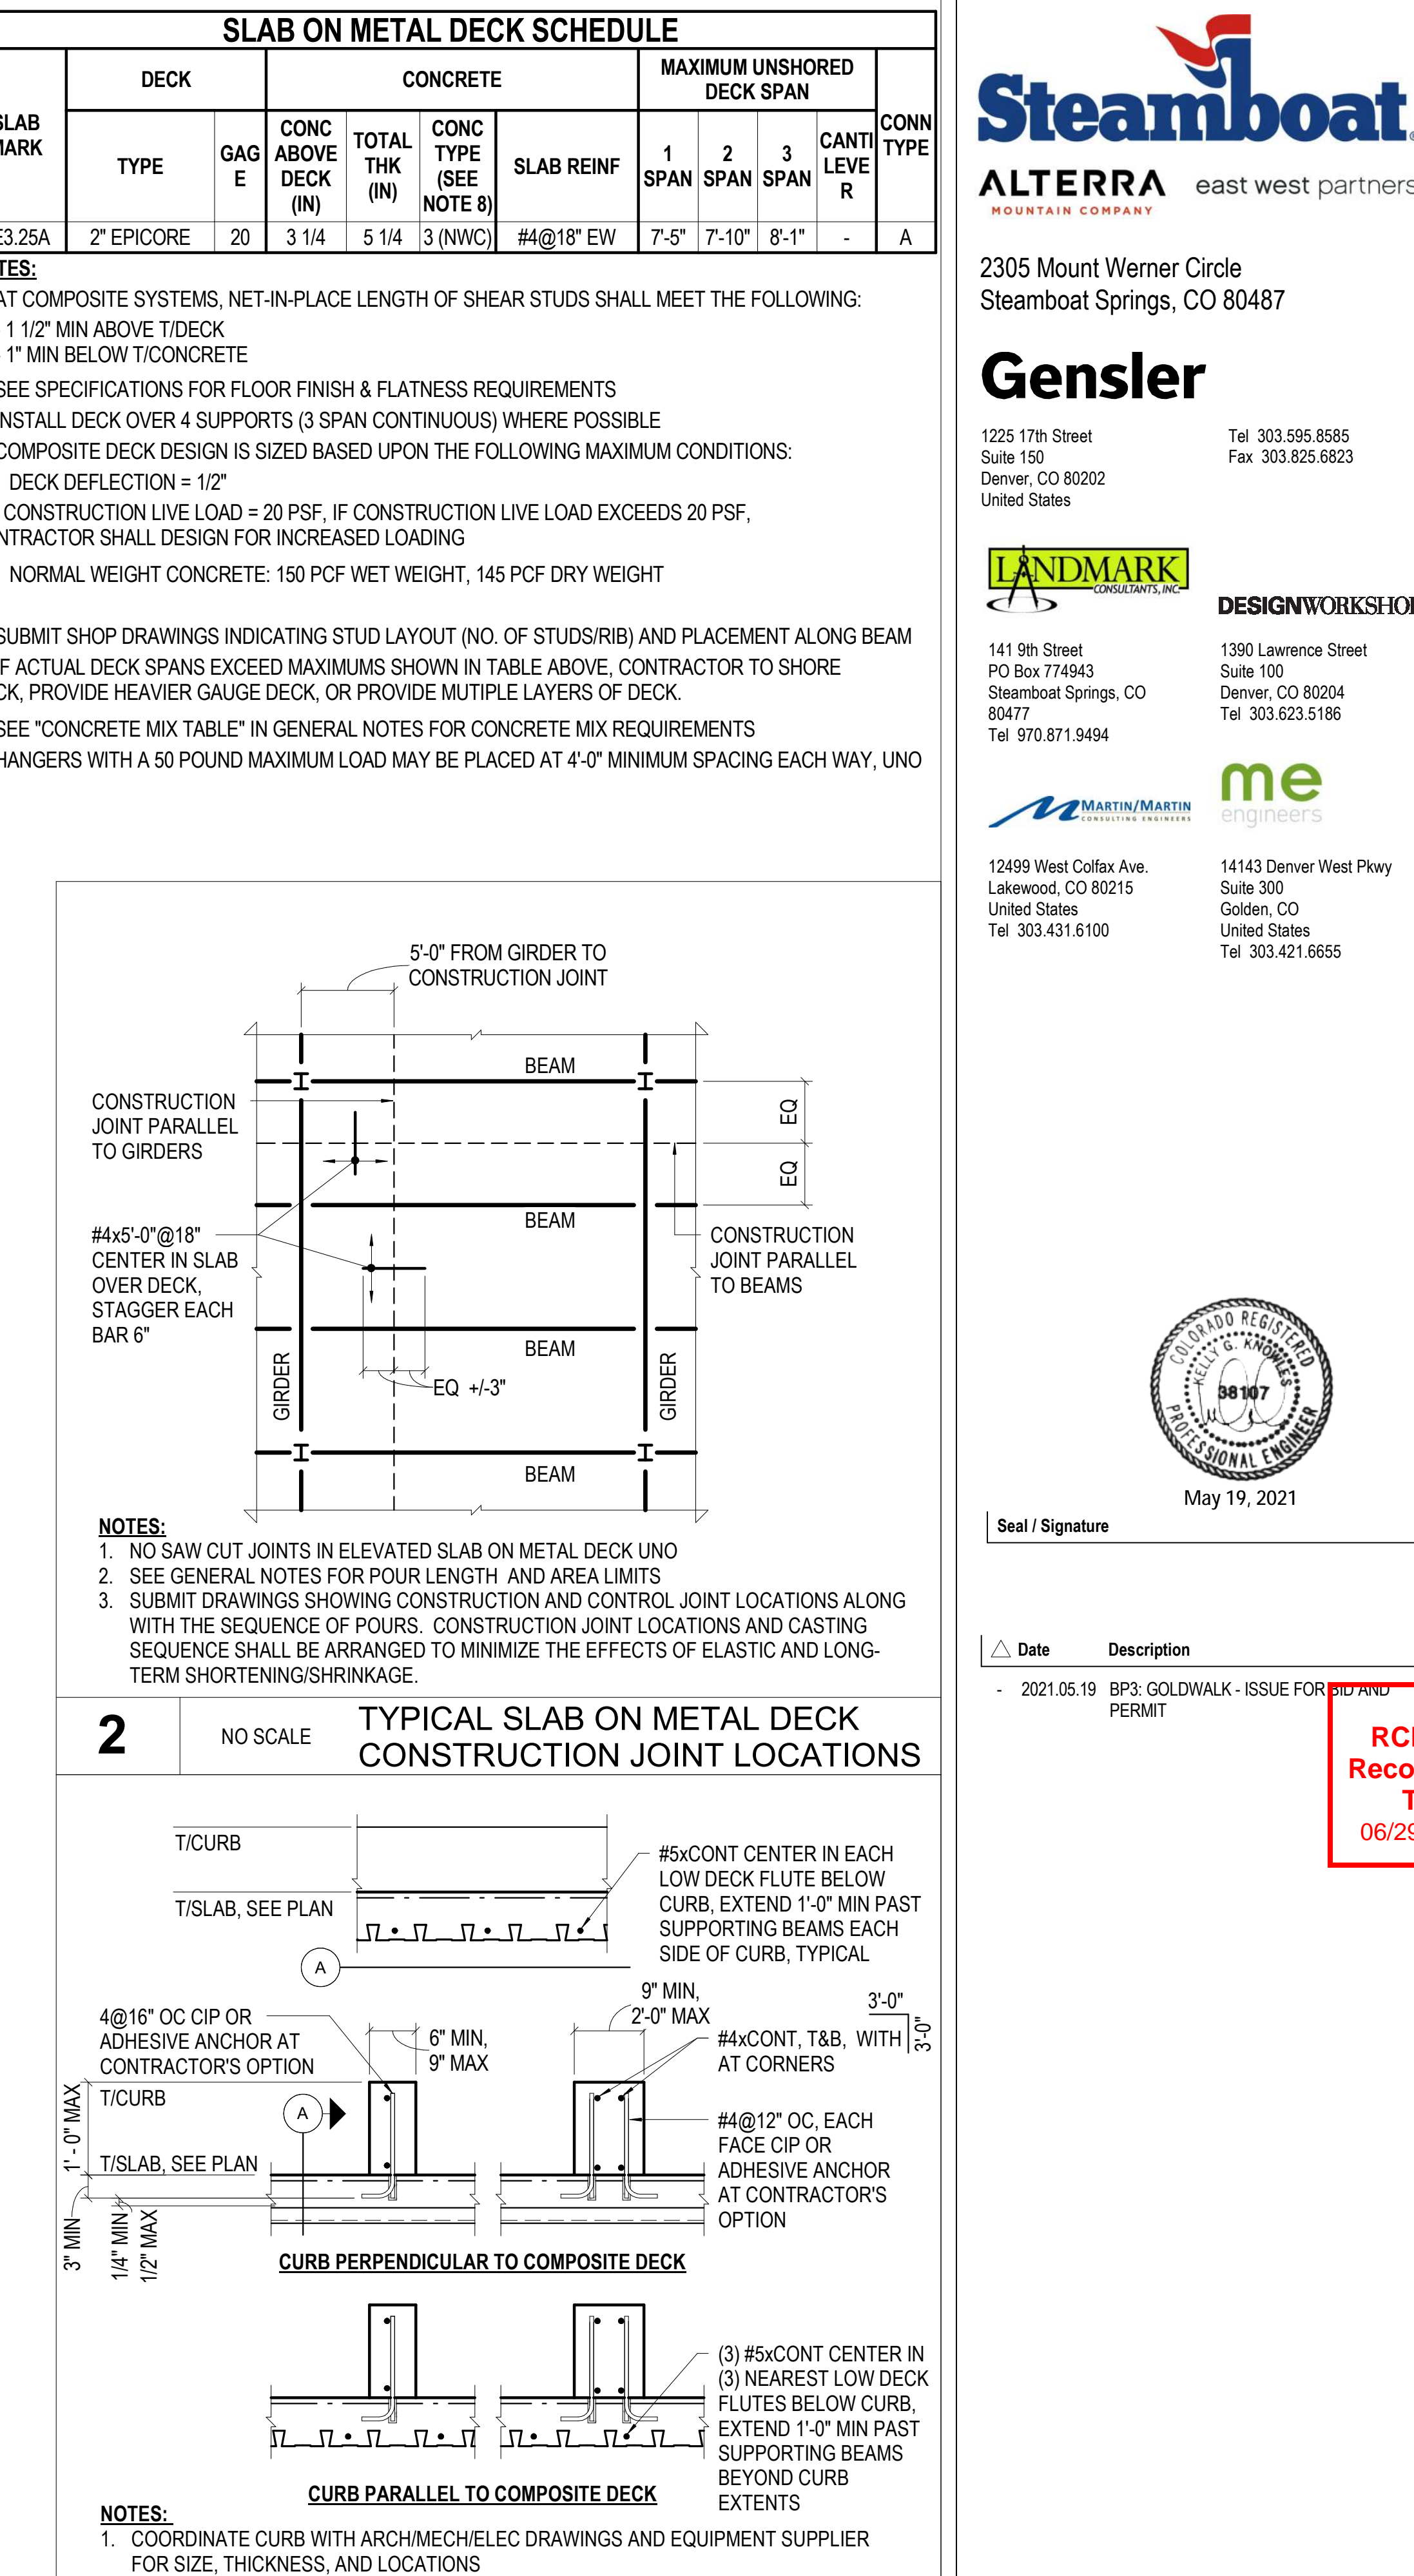 SLAB ON METAL DECK SCHEDULE
DECK
CONCRETE
MAXIMUM UNSHORED
DECK SPAN
TYPE
GAG
E
CONC
ABOVE
DECK
(IN)
TOTAL
THK
(IN)
CONC
TYPE
(SEE
NOTE 8)
SLAB REINF
1
SPAN
2
SPAN
3
SPAN
CANTI
LEVE
R
CONN
TYPE
E3.25A 2" EPICORE 20 3 1/4 5 1/4 3 (NWC) #4@18" EW 7'-5" 7'-10" 8'-1" - A
TES:
AT COMPOSITE SYSTEMS, NET-IN-PLACE LENGTH OF SHEAR STUDS SHALL MEET THE FOLLOWING:
1 1/2" MIN ABOVE T/DECK
1" MIN BELOW T/CONCRETE
SEE SPECIFICATIONS FOR FLOOR FINISH & FLATNESS REQUIREMENTS
NSTALL DECK OVER 4 SUPPORTS (3 SPAN CONTINUOUS) WHERE POSSIBLE
COMPOSITE DECK DESIGN IS SIZED BASED UPON THE FOLLOWING MAXIMUM CONDITIONS:
DECK DEFLECTION = 1/2"
CONSTRUCTION LIVE LOAD = 20 PSF, IF CONSTRUCTION LIVE LOAD EXCEEDS 20 PSF,
NTRACTOR SHALL DESIGN FOR INCREASED LOADING
NORMAL WEIGHT CONCRETE: 150 PCF WET WEIGHT, 145 PCF DRY WEIGHT
SUBMIT SHOP DRAWINGS INDICATING STUD LAYOUT (NO. OF STUDS/RIB) AND PLACEMENT ALONG BEAM
F ACTUAL DECK SPANS EXCEED MAXIMUMS SHOWN IN TABLE ABOVE, CONTRACTOR TO SHORE
CK, PROVIDE HEAVIER GAUGE DECK, OR PROVIDE MUTIPLE LAYERS OF DECK.
SEE "CONCRETE MIX TABLE" IN GENERAL NOTES FOR CONCRETE MIX REQUIREMENTS
HANGERS WITH A 50 POUND MAXIMUM LOAD MAY BE PLACED AT 4'-0" MINIMUM SPACING EACH WAY, UNO
5'-0" FROM GIRDER TO
CONSTRUCTION JOINT
BEAM
CONSTRUCTION
JOINT PARALLEL
TO GIRDERS
EQ
EQ
BEAM
#4x5'-0"@18"
CENTER IN SLAB
OVER DECK,
STAGGER EACH
BAR 6"
CONSTRUCTION
JOINT PARALLEL
TO BEAMS
BEAM
GIRDER
GIRDER
EQ +/-3"
BEAM
NOTES:
1. NO SAW CUT JOINTS IN ELEVATED SLAB ON METAL DECK UNO
2. SEE GENERAL NOTES FOR POUR LENGTH AND AREA LIMITS
3. SUBMIT DRAWINGS SHOWING CONSTRUCTION AND CONTROL JOINT LOCATIONS ALONG
WITH THE SEQUENCE OF POURS. CONSTRUCTION JOINT LOCATIONS AND CASTING
SEQUENCE SHALL BE ARRANGED TO MINIMIZE THE EFFECTS OF ELASTIC AND LONG-
TERM SHORTENING/SHRINKAGE.
2
NO SCALE
TYPICAL SLAB ON METAL DECK
CONSTRUCTION JOINT LOCATIONS
T/CURB
T/SLAB, SEE PLAN
#5xCONT CENTER IN EACH
LOW DECK FLUTE BELOW
CURB, EXTEND 1'-0" MIN PAST
SUPPORTING BEAMS EACH
SIDE OF CURB, TYPICAL
A
4@16" OC CIP OR
ADHESIVE ANCHOR AT
CONTRACTOR'S OPTION
6" MIN,
9" MAX
9" MIN,
2'-0" MAX
3'-0"
3'-0"
#4xCONT, T&B, WITH
AT CORNERS
T/CURB
A
1' - 0" MAX
T/SLAB, SEE PLAN
#4@12" OC, EACH
FACE CIP OR
ADHESIVE ANCHOR
AT CONTRACTOR'S
OPTION
3" MIN
1/4" MIN
1/2" MAX
CURB PERPENDICULAR TO COMPOSITE DECK
(3) #5xCONT CENTER IN
(3) NEAREST LOW DECK
FLUTES BELOW CURB,
EXTEND 1'-0" MIN PAST
SUPPORTING BEAMS
BEYOND CURB
EXTENTS
CURB PARALLEL TO COMPOSITE DECK
NOTES:
1. COORDINATE CURB WITH ARCH/MECH/ELEC DRAWINGS AND EQUIPMENT SUPPLIER
FOR SIZE, THICKNESS, AND LOCATIONS
Steamboat
ALTERRA
MOUNTAIN COMPANY
east west partners
2305 Mount Werner Circle
Steamboat Springs, CO 80487
Gensler
1225 17th Street
Suite 150
Denver, CO 80202
United States
Tel 303.595.8585
Fax 303.825.6823
LANDMARK
CONSULTANTS, INC.
141 9th Street
PO Box 774943
Steamboat Springs, CO
80477
Tel 970.871.9494
DESIGNWORKSHOP
1390 Lawrence Street
Suite 100
Denver, CO 80204
Tel 303.623.5186
MARTIN/MARTIN
CONSULTING ENGINEERS
12499 West Colfax Ave.
Lakewood, CO 80215
United States
Tel 303.431.6100
me
engineers
14143 Denver West Pkwy
Suite 300
Golden, CO
United States
Tel 303.421.6655
COLORADO REGISTERED
KELLY G. KNOWLES
38107
PROFESSIONAL ENGINEER
May 19, 2021
Seal / Signature
Date Description
- 2021.05.19 BP3: GOLDWALK - ISSUE FOR BID AND
PERMIT
Reco
T
06/29